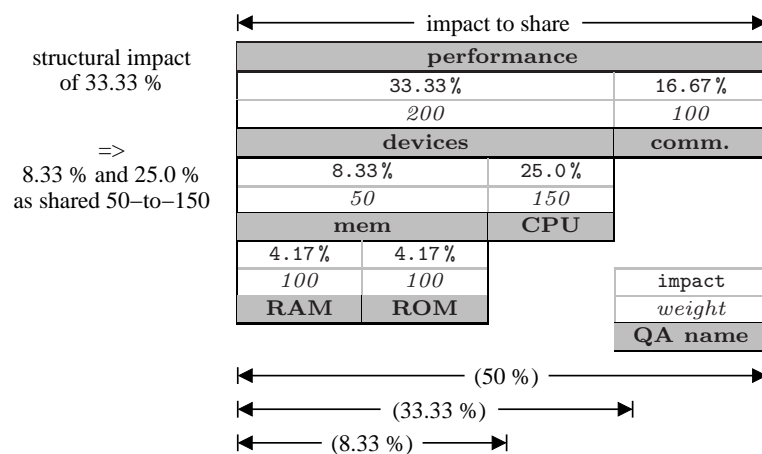 impact to share
structural impact
of 33.33 %
performance
33.33% 16.67%
200 100
devices comm.
=>
8.33 % and 25.0 %
as shared 50–to–150
8.33% 25.0%
50 150
mem CPU
4.17% 4.17%
100 100
RAM ROM
impact
weight
QA name
(50 %)
(33.33 %)
(8.33 %)